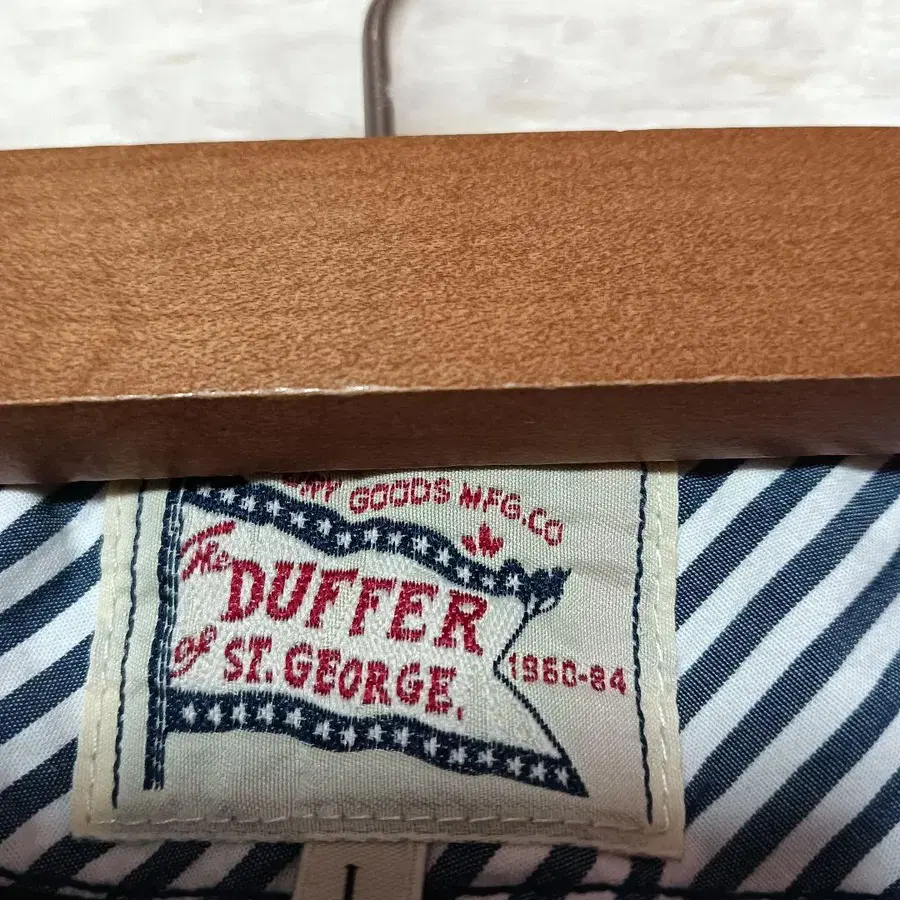 GOODS MFG.CO
The
DUFFER
of ST. GEORGE.
1960-84